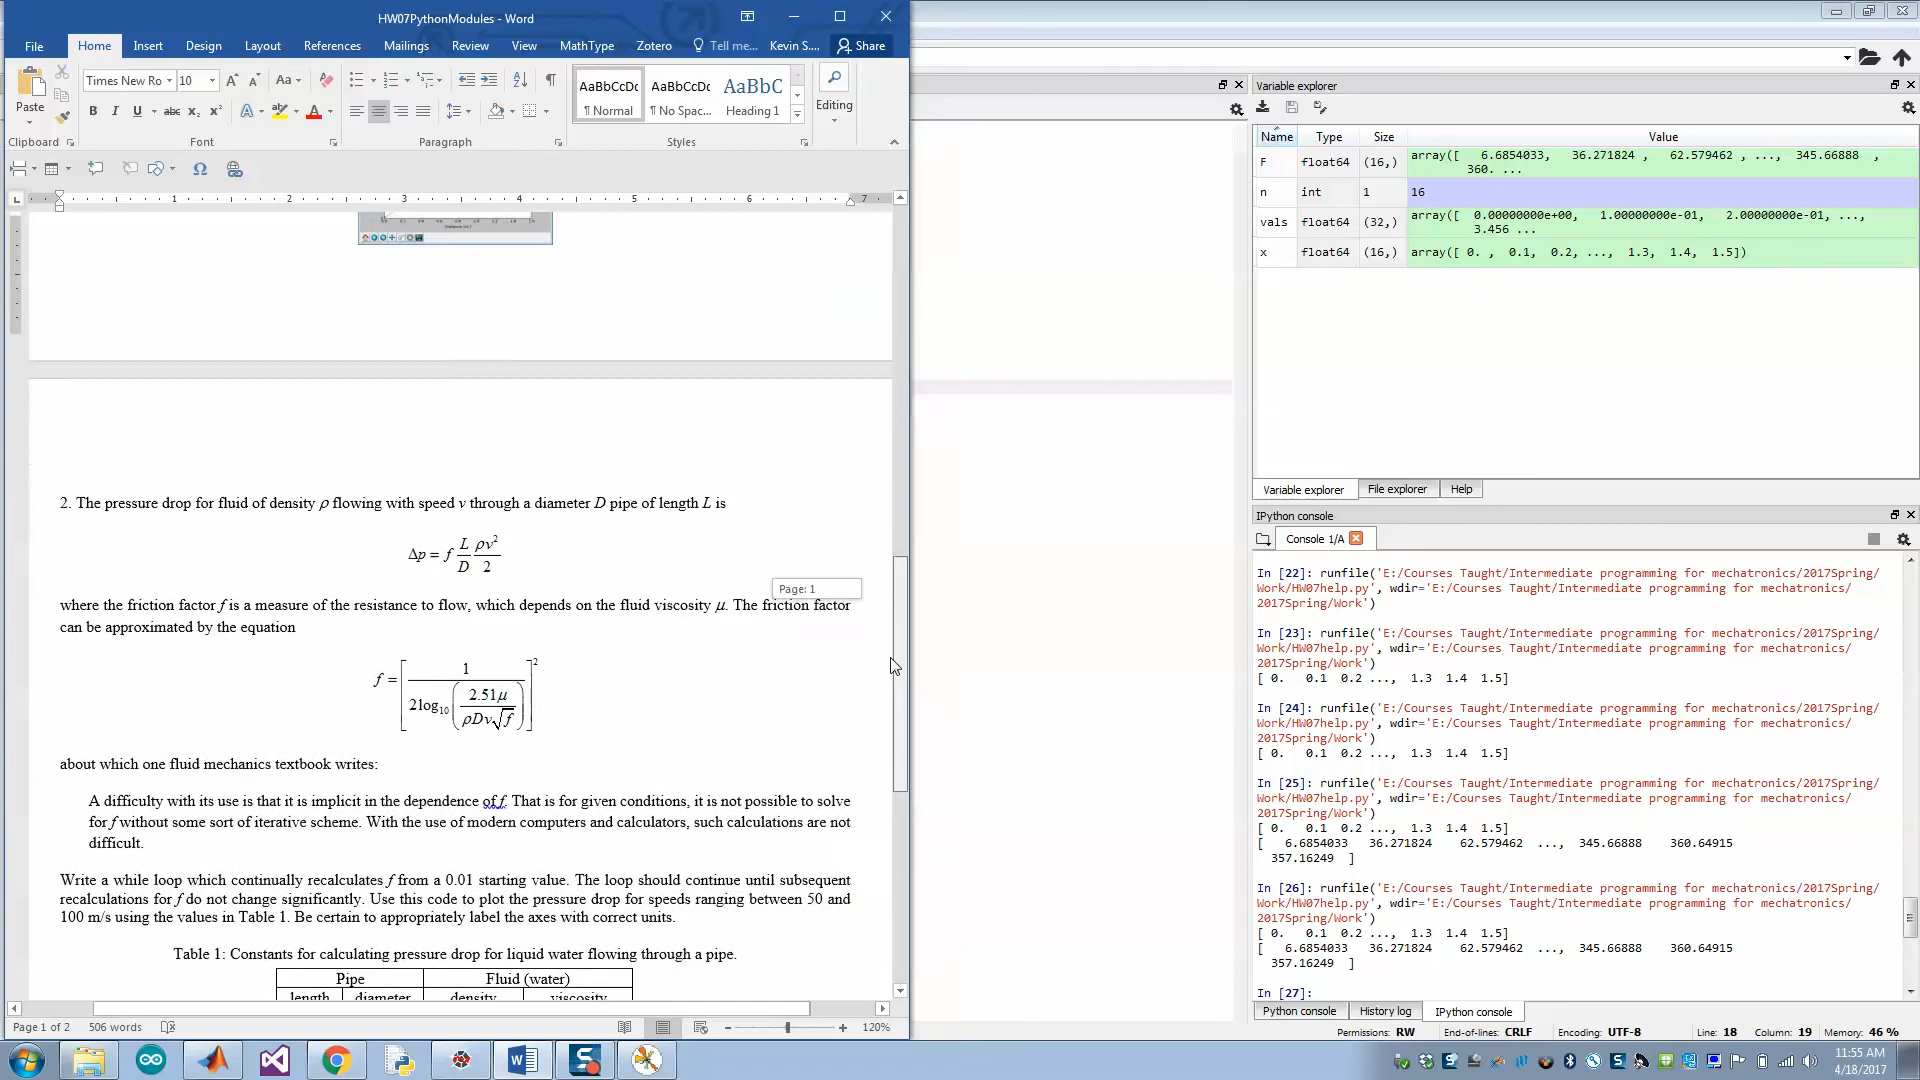 HW07PythonModules - Word
File Home Insert Design Layout References Mailings Review View MathType Zotero Tell me... Kevin S.... Share
Paste
Times New Ro 10
Aa
B I U abc x₂ x² A A
AaBbCcDc AaBbCcDc AaBbC
¶ Normal ¶ No Spac... Heading 1
Editing
Clipboard Font Paragraph Styles
1 2 3 4 5 6 7
2. The pressure drop for fluid of density ρ flowing with speed v through a diameter D pipe of length L is
Δp = f L/D ρv²/2
Page: 1
where the friction factor f is a measure of the resistance to flow, which depends on the fluid viscosity μ. The friction factor
can be approximated by the equation
f = [ 1 / 2log₁₀ ( 2.51μ / ρDv√f ) ]²
about which one fluid mechanics textbook writes:
A difficulty with its use is that it is implicit in the dependence of f. That is for given conditions, it is not possible to solve
for f without some sort of iterative scheme. With the use of modern computers and calculators, such calculations are not
difficult.
Write a while loop which continually recalculates f from a 0.01 starting value. The loop should continue until subsequent
recalculations for f do not change significantly. Use this code to plot the pressure drop for speeds ranging between 50 and
100 m/s using the values in Table 1. Be certain to appropriately label the axes with correct units.
Table 1: Constants for calculating pressure drop for liquid water flowing through a pipe.
Pipe Fluid (water)
length diameter density viscosity
Page 1 of 2 506 words 120%
Variable explorer
Name Type Size Value
F float64 (16,) array([ 6.6854033, 36.271824 , 62.579462 , ..., 345.66888 ,
360. ...
n int 1 16
vals float64 (32,) array([ 0.00000000e+00, 1.00000000e-01, 2.00000000e-01, ...,
3.456 ...
x float64 (16,) array([ 0. , 0.1, 0.2, ..., 1.3, 1.4, 1.5])
Variable explorer File explorer Help
IPython console
Console 1/A
In [22]: runfile('E:/Courses Taught/Intermediate programming for mechatronics/2017Spring/
Work/HW07help.py', wdir='E:/Courses Taught/Intermediate programming for mechatronics/
2017Spring/Work')
In [23]: runfile('E:/Courses Taught/Intermediate programming for mechatronics/2017Spring/
Work/HW07help.py', wdir='E:/Courses Taught/Intermediate programming for mechatronics/
2017Spring/Work')
[ 0. 0.1 0.2 ..., 1.3 1.4 1.5]
In [24]: runfile('E:/Courses Taught/Intermediate programming for mechatronics/2017Spring/
Work/HW07help.py', wdir='E:/Courses Taught/Intermediate programming for mechatronics/
2017Spring/Work')
[ 0. 0.1 0.2 ..., 1.3 1.4 1.5]
In [25]: runfile('E:/Courses Taught/Intermediate programming for mechatronics/2017Spring/
Work/HW07help.py', wdir='E:/Courses Taught/Intermediate programming for mechatronics/
2017Spring/Work')
[ 0. 0.1 0.2 ..., 1.3 1.4 1.5]
[ 6.6854033 36.271824 62.579462 ..., 345.66888 360.64915
357.16249 ]
In [26]: runfile('E:/Courses Taught/Intermediate programming for mechatronics/2017Spring/
Work/HW07help.py', wdir='E:/Courses Taught/Intermediate programming for mechatronics/
2017Spring/Work')
[ 0. 0.1 0.2 ..., 1.3 1.4 1.5]
[ 6.6854033 36.271824 62.579462 ..., 345.66888 360.64915
357.16249 ]
In [27]:
Python console History log IPython console
Permissions: RW End-of-lines: CRLF Encoding: UTF-8 Line: 18 Column: 19 Memory: 46 %
11:55 AM
4/18/2017